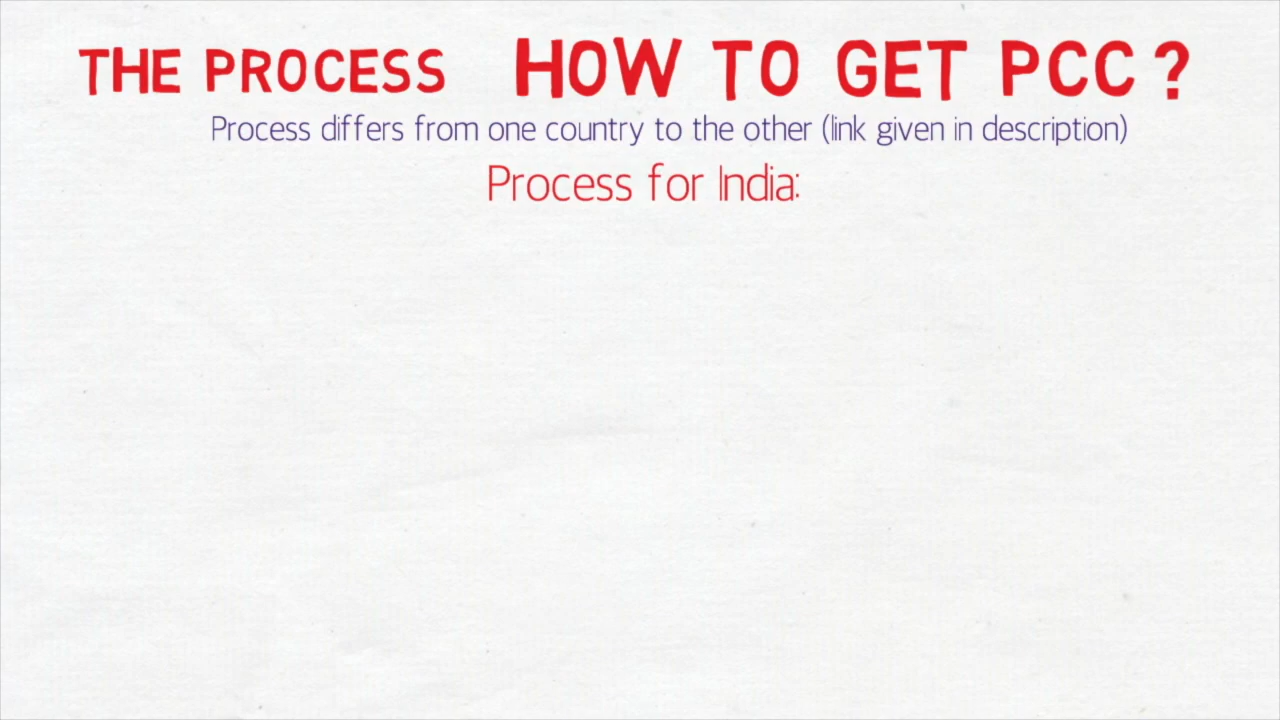 THE PROCESS HOW TO GET PCC ?
Process differs from one country to the other (link given in description)
Process for India: